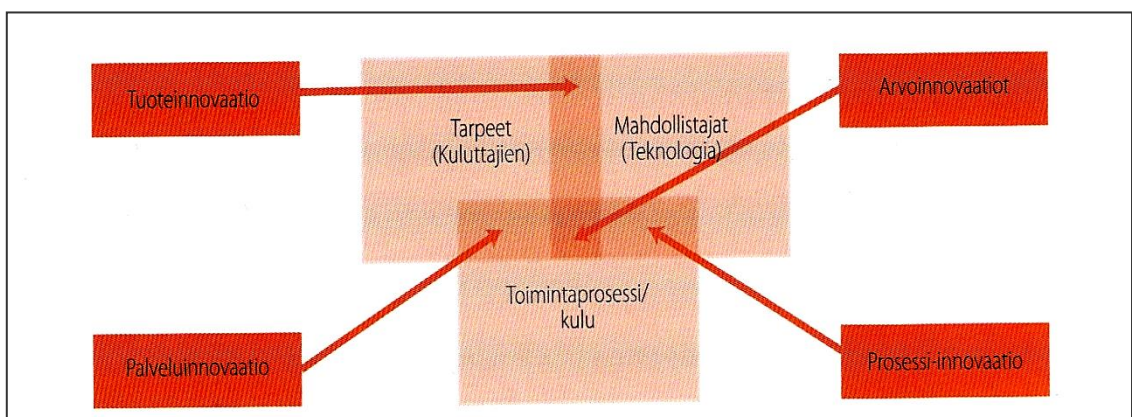 Tuoteinnovaatio
Arvoinnovaatiot
Tarpeet
(Kuluttajien)
Mahdollistajat
(Teknologia)
Toimintaprosessi/
kulu
Palveluinnovaatio
Prosessi-innovaatio